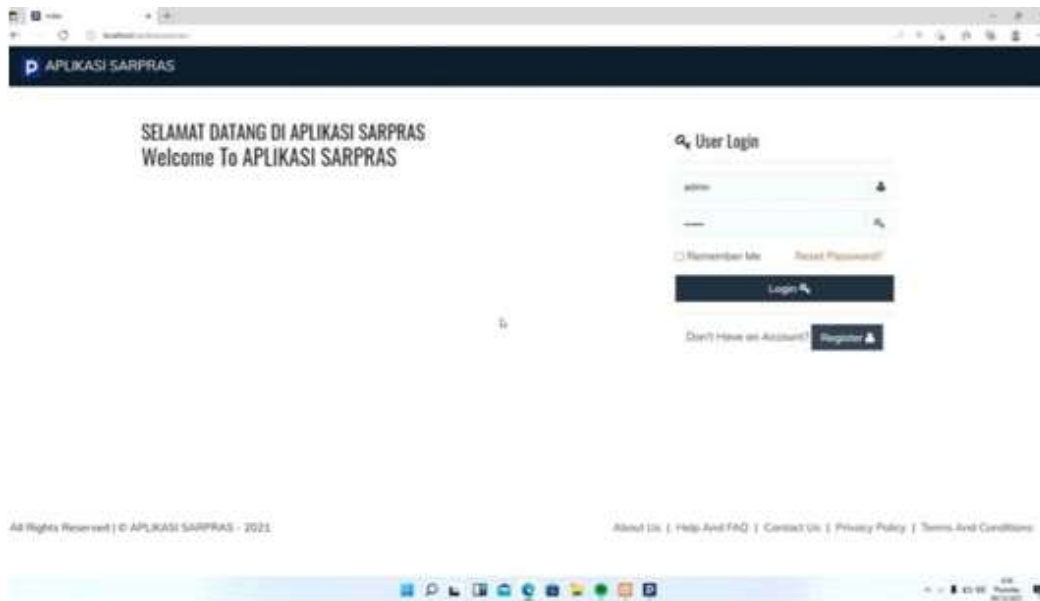 APLIKASI SARPRAS
SELAMAT DATANG DI APLIKASI SARPRAS
Welcome To APLIKASI SARPRAS
User Login
admin
Remember Me
Reset Password?
Login
Don't Have an Account?
Register
All Rights Reserved | © APLIKASI SARPRAS - 2021
About Us | Help And FAQ | Contact Us | Privacy Policy | Terms And Conditions